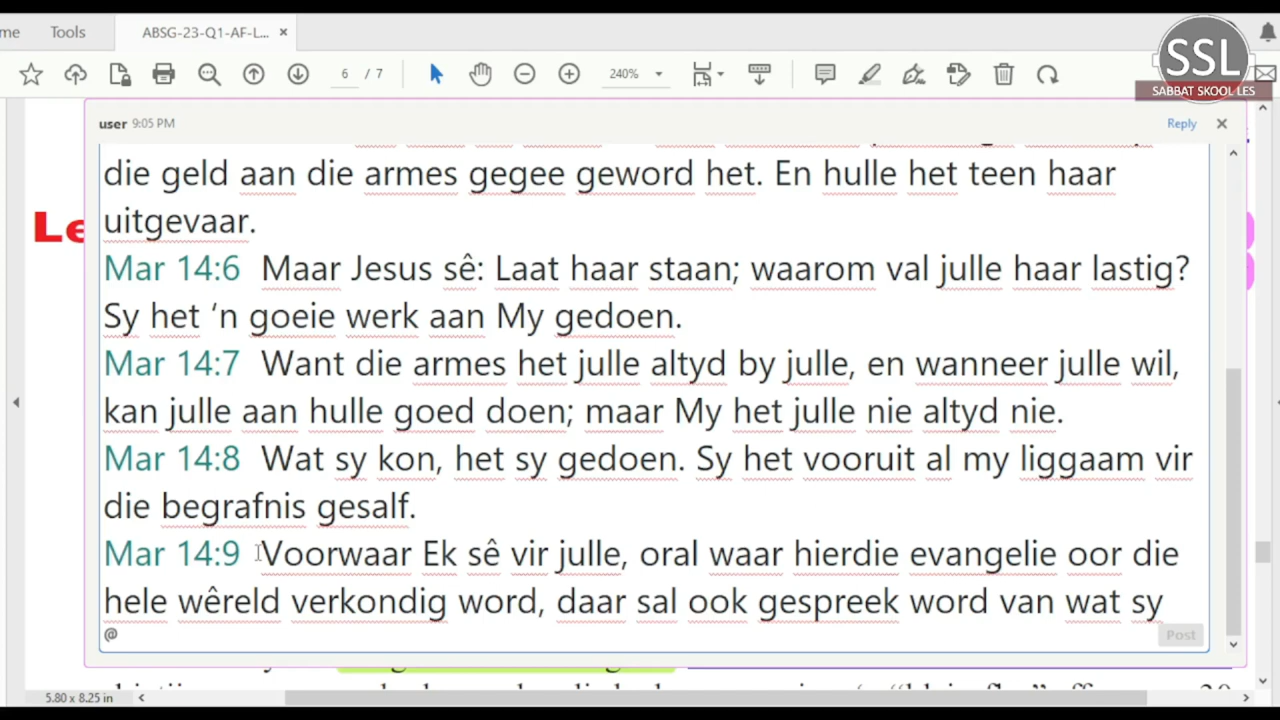 me Tools ABSG-23-Q1-AF-L... ×
SSL
SABBAT SKOOL LES
6 / 7 240%
user 9:05 PM Reply
die geld aan die armes gegee geword het. En hulle het teen haar
Le
uitgevaar.
Mar 14:6 Maar Jesus sê: Laat haar staan; waarom val julle haar lastig?
Sy het ‘n goeie werk aan My gedoen.
Mar 14:7 Want die armes het julle altyd by julle, en wanneer julle wil,
kan julle aan hulle goed doen; maar My het julle nie altyd nie.
Mar 14:8 Wat sy kon, het sy gedoen. Sy het vooruit al my liggaam vir
die begrafnis gesalf.
Mar 14:9 Voorwaar Ek sê vir julle, oral waar hierdie evangelie oor die
hele wêreld verkondig word, daar sal ook gespreek word van wat sy
@ Post
5.80 x 8.25 in